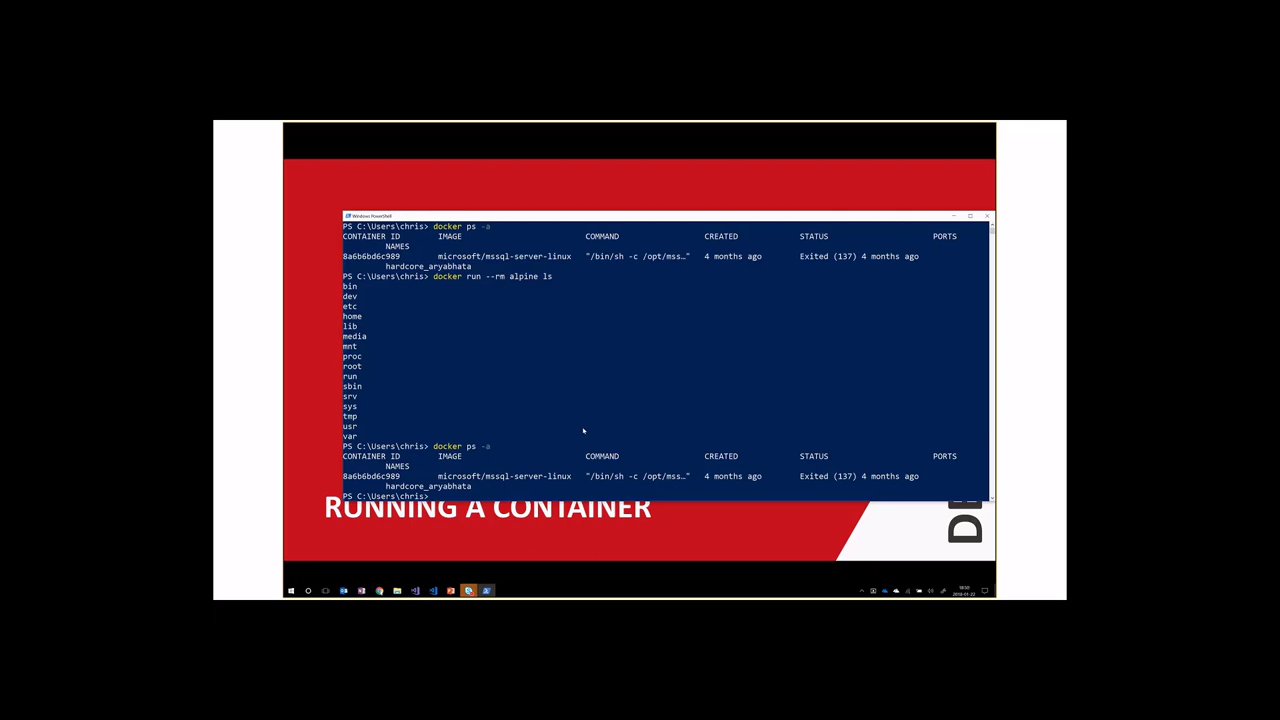 Windows PowerShell
PS C:\Users\chris> docker ps -a
CONTAINER ID IMAGE COMMAND CREATED STATUS PORTS
NAMES
8a6b6bd6c989 microsoft/mssql-server-linux "/bin/sh -c /opt/mss…" 4 months ago Exited (137) 4 months ago
hardcore_aryabhata
PS C:\Users\chris> docker run --rm alpine ls
bin
dev
etc
home
lib
media
mnt
proc
root
run
sbin
srv
sys
tmp
usr
var
PS C:\Users\chris> docker ps -a
CONTAINER ID IMAGE COMMAND CREATED STATUS PORTS
NAMES
8a6b6bd6c989 microsoft/mssql-server-linux "/bin/sh -c /opt/mss…" 4 months ago Exited (137) 4 months ago
hardcore_aryabhata
PS C:\Users\chris>
RUNNING A CONTAINER
2018-01-22